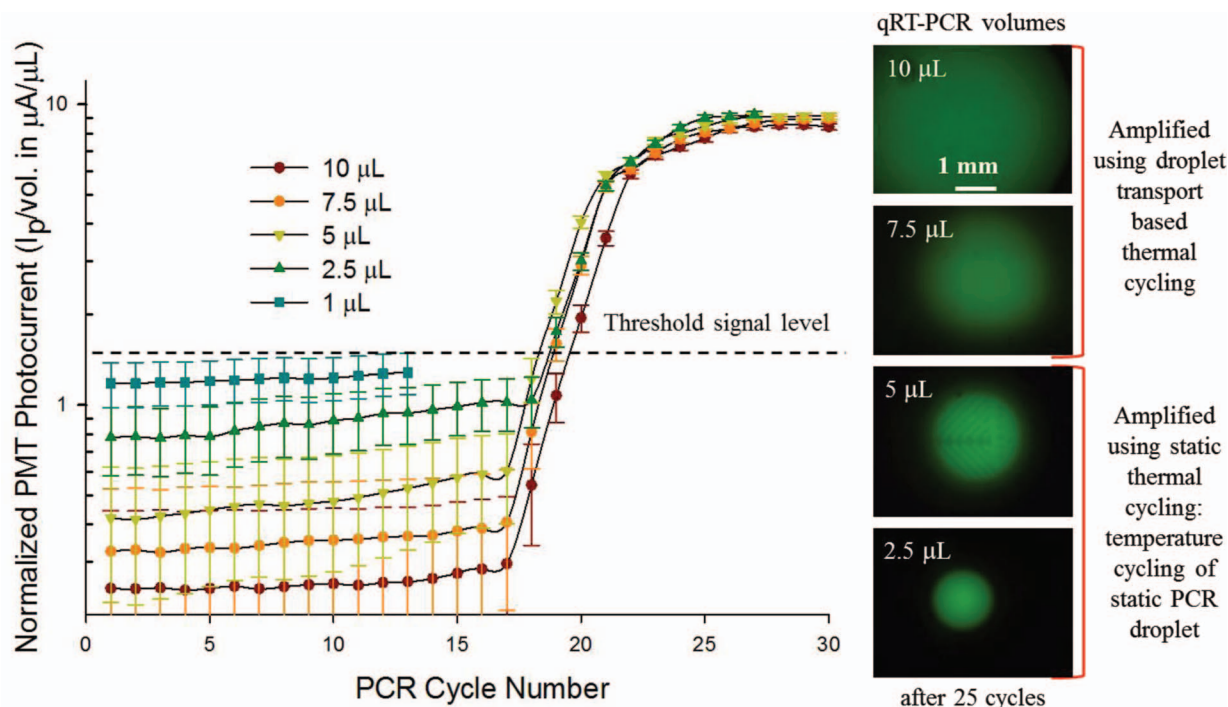 Normalized PMT Photocurrent (Ip/vol. in μA/μL)
10
1
10 μL
7.5 μL
5 μL
2.5 μL
1 μL
Threshold signal level
0
5
10
15
20
25
30
PCR Cycle Number
qRT-PCR volumes
10 μL
1 mm
7.5 μL
5 μL
2.5 μL
after 25 cycles
Amplified
using droplet
transport
based
thermal
cycling
Amplified
using static
thermal
cycling:
temperature
cycling of
static PCR
droplet